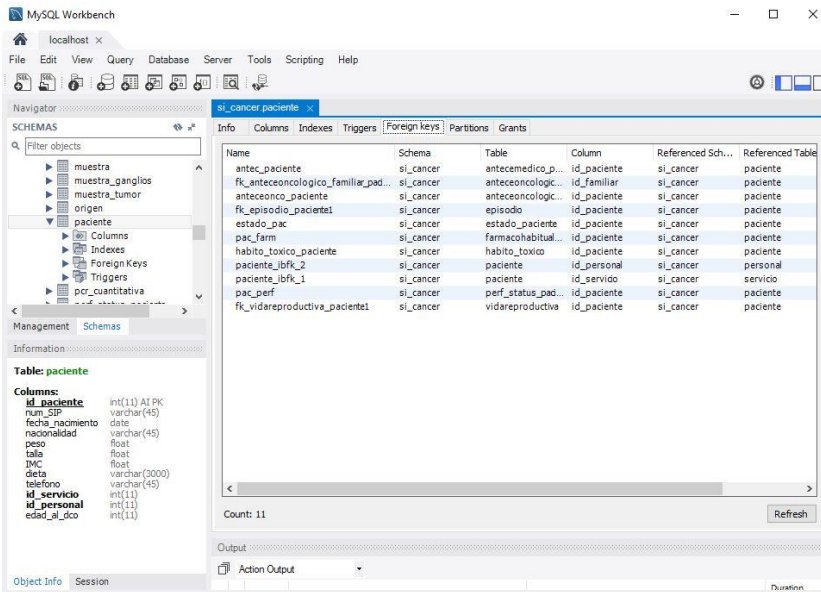 MySQL Workbench
localhost ×
File Edit View Query Database Server Tools Scripting Help
Navigator
SCHEMAS
Filter objects
muestra
muestra_ganglios
muestra_tumor
origen
paciente
Columns
Indexes
Foreign Keys
Triggers
pcr_cuantitativa
Management Schemas
Information
Table: paciente
Columns:
id_paciente int(11) AI PK
num_SIP varchar(45)
fecha_nacimiento date
nacionalidad varchar(45)
peso float
talla float
IMC float
dieta varchar(3000)
telefono varchar(45)
id_servicio int(11)
id_personal int(11)
edad_al_dco int(11)
Object Info Session
si_cancer.paciente ×
Info Columns Indexes Triggers Foreign keys Partitions Grants
Name Schema Table Column Referenced Sch... Referenced Table
antec_paciente si_cancer antecemedico_p... id_paciente si_cancer paciente
fk_anteceoncologico_familiar_pad... si_cancer anteceoncologic... id_familiar si_cancer paciente
anteceonco_paciente si_cancer anteceoncologic... id_paciente si_cancer paciente
fk_episodio_paciente1 si_cancer episodio id_paciente si_cancer paciente
estado_pac si_cancer estado_paciente id_paciente si_cancer paciente
pac_farm si_cancer farmacohabitual... id_paciente si_cancer paciente
habito_toxico_paciente si_cancer habito_toxico id_paciente si_cancer paciente
paciente_ibfk_2 si_cancer paciente id_personal si_cancer personal
paciente_ibfk_1 si_cancer paciente id_servido si_cancer servicio
pac_perf si_cancer perf_status_pad... id_paciente si_cancer paciente
fk_vidareproductiva_paciente1 si_cancer vidareproductiva id_paciente si_cancer paciente
Count: 11
Refresh
Output
Action Output
Duration